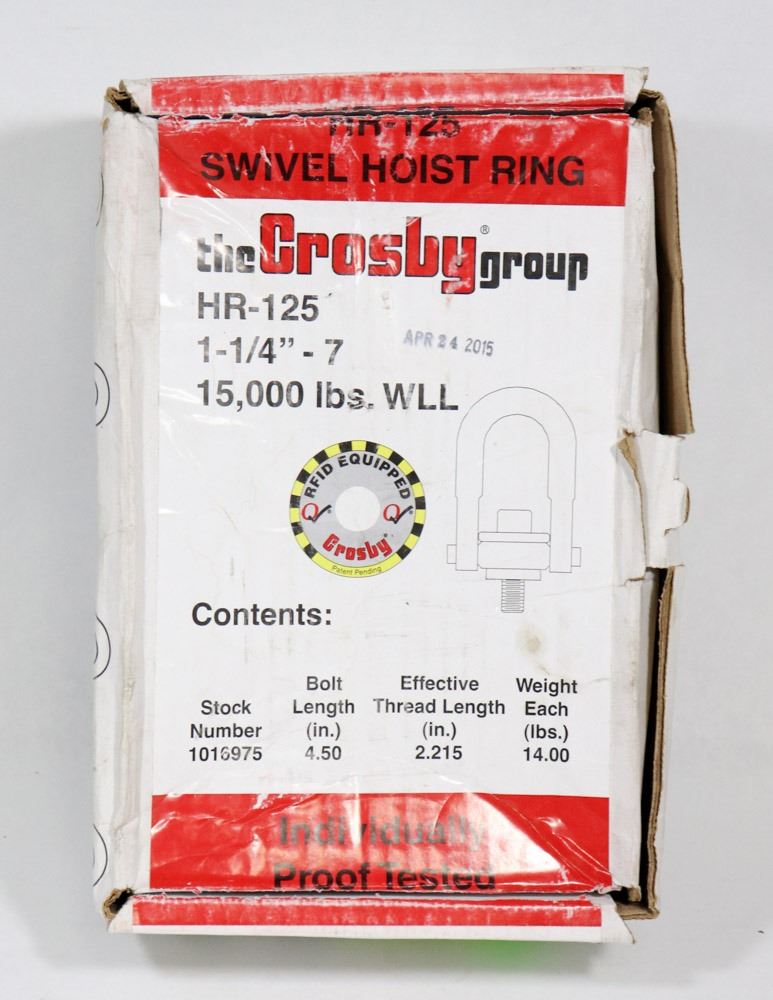 HR-125
SWIVEL HOIST RING
the Crosby® group
HR-125
1-1/4” - 7
APR 24 2015
15,000 lbs. WLL
RFID EQUIPPED
Crosby®
Patent Pending
Contents:
Stock Number Bolt Length (in.) Effective Thread Length (in.) Weight Each (lbs.)
1016975 4.50 2.215 14.00
Individually
Proof Tested